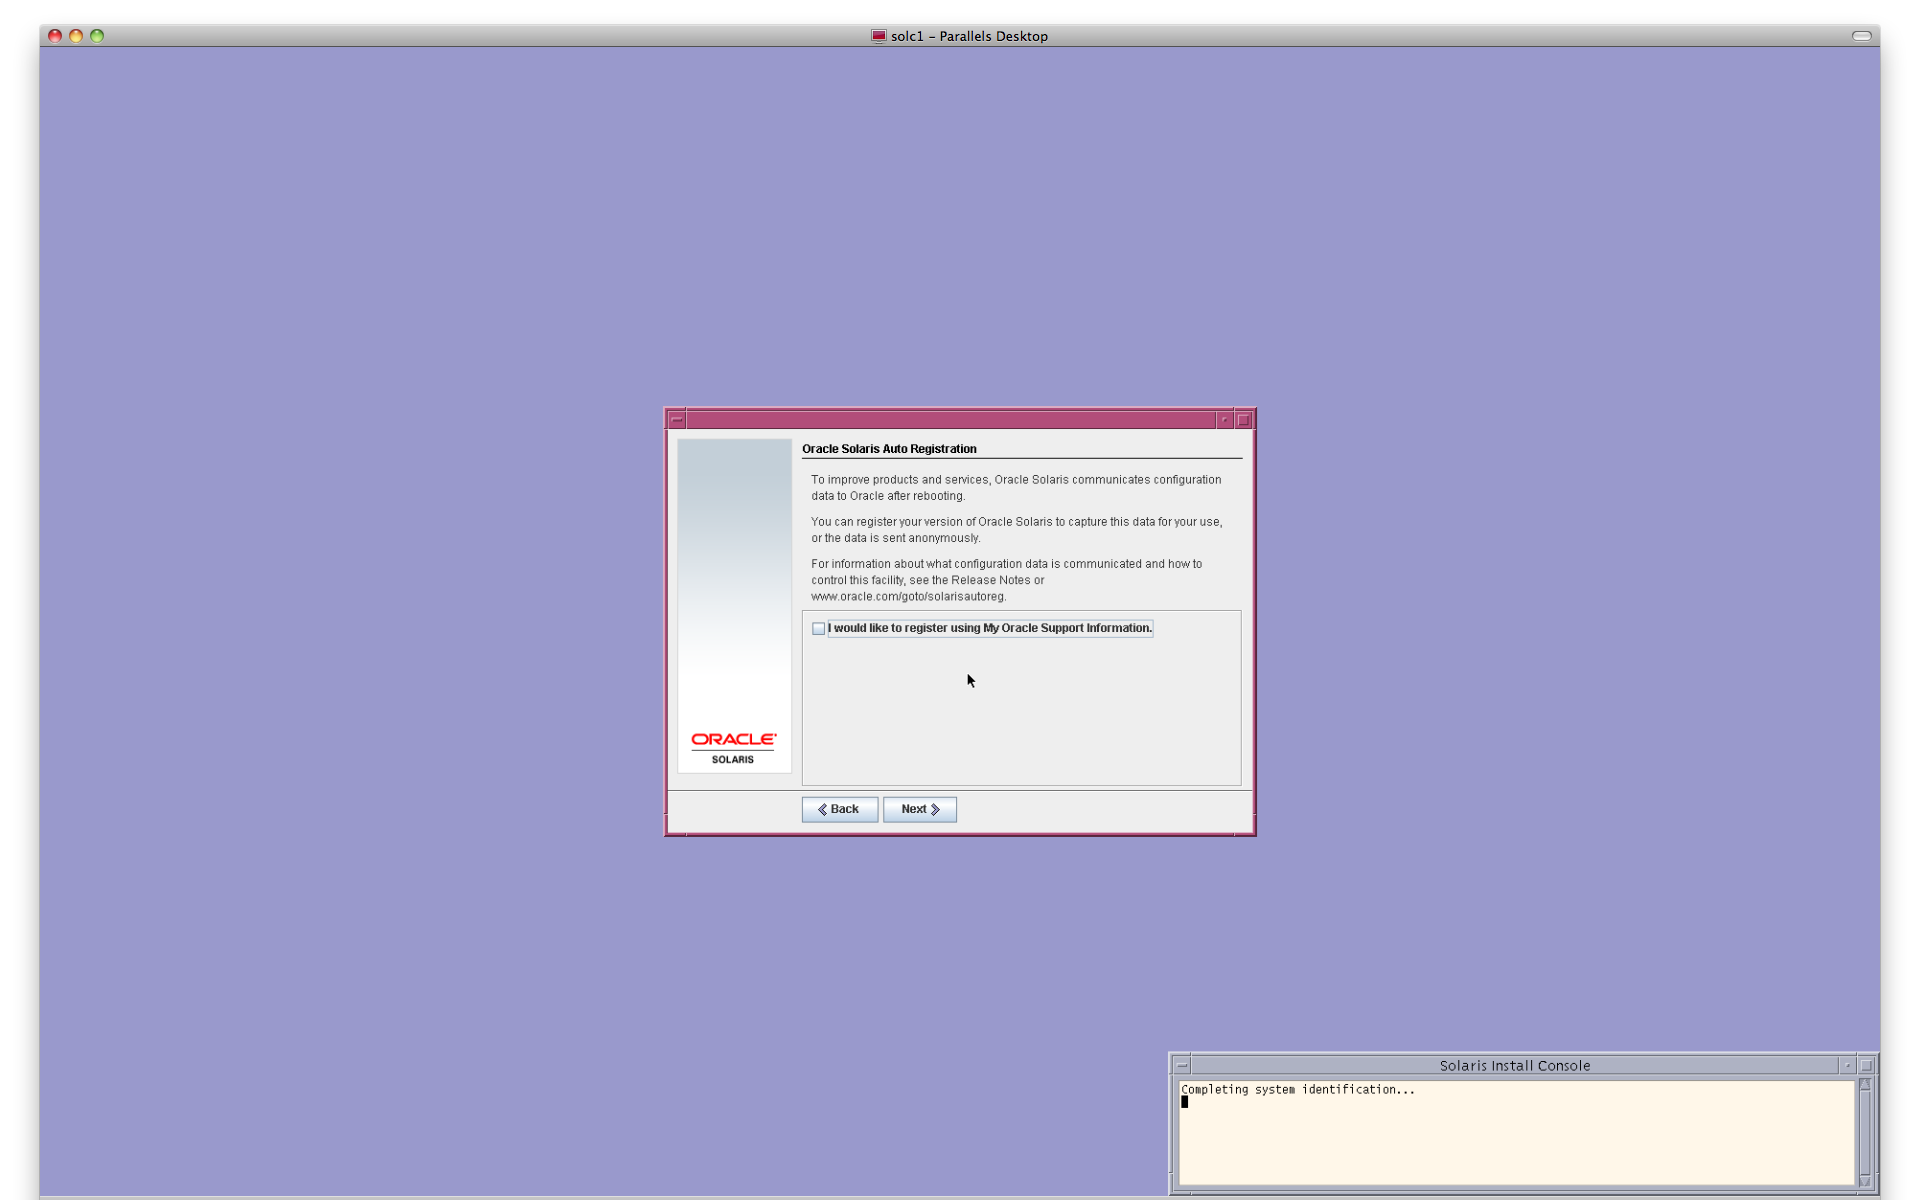 solc1 – Parallels Desktop
Oracle Solaris Auto Registration
To improve products and services, Oracle Solaris communicates configuration
data to Oracle after rebooting.
You can register your version of Oracle Solaris to capture this data for your use,
or the data is sent anonymously.
For information about what configuration data is communicated and how to
control this facility, see the Release Notes or
www.oracle.com/goto/solarisautoreg.
I would like to register using My Oracle Support Information.
ORACLE
SOLARIS
Back
Next
Solaris Install Console
Completing system identification...